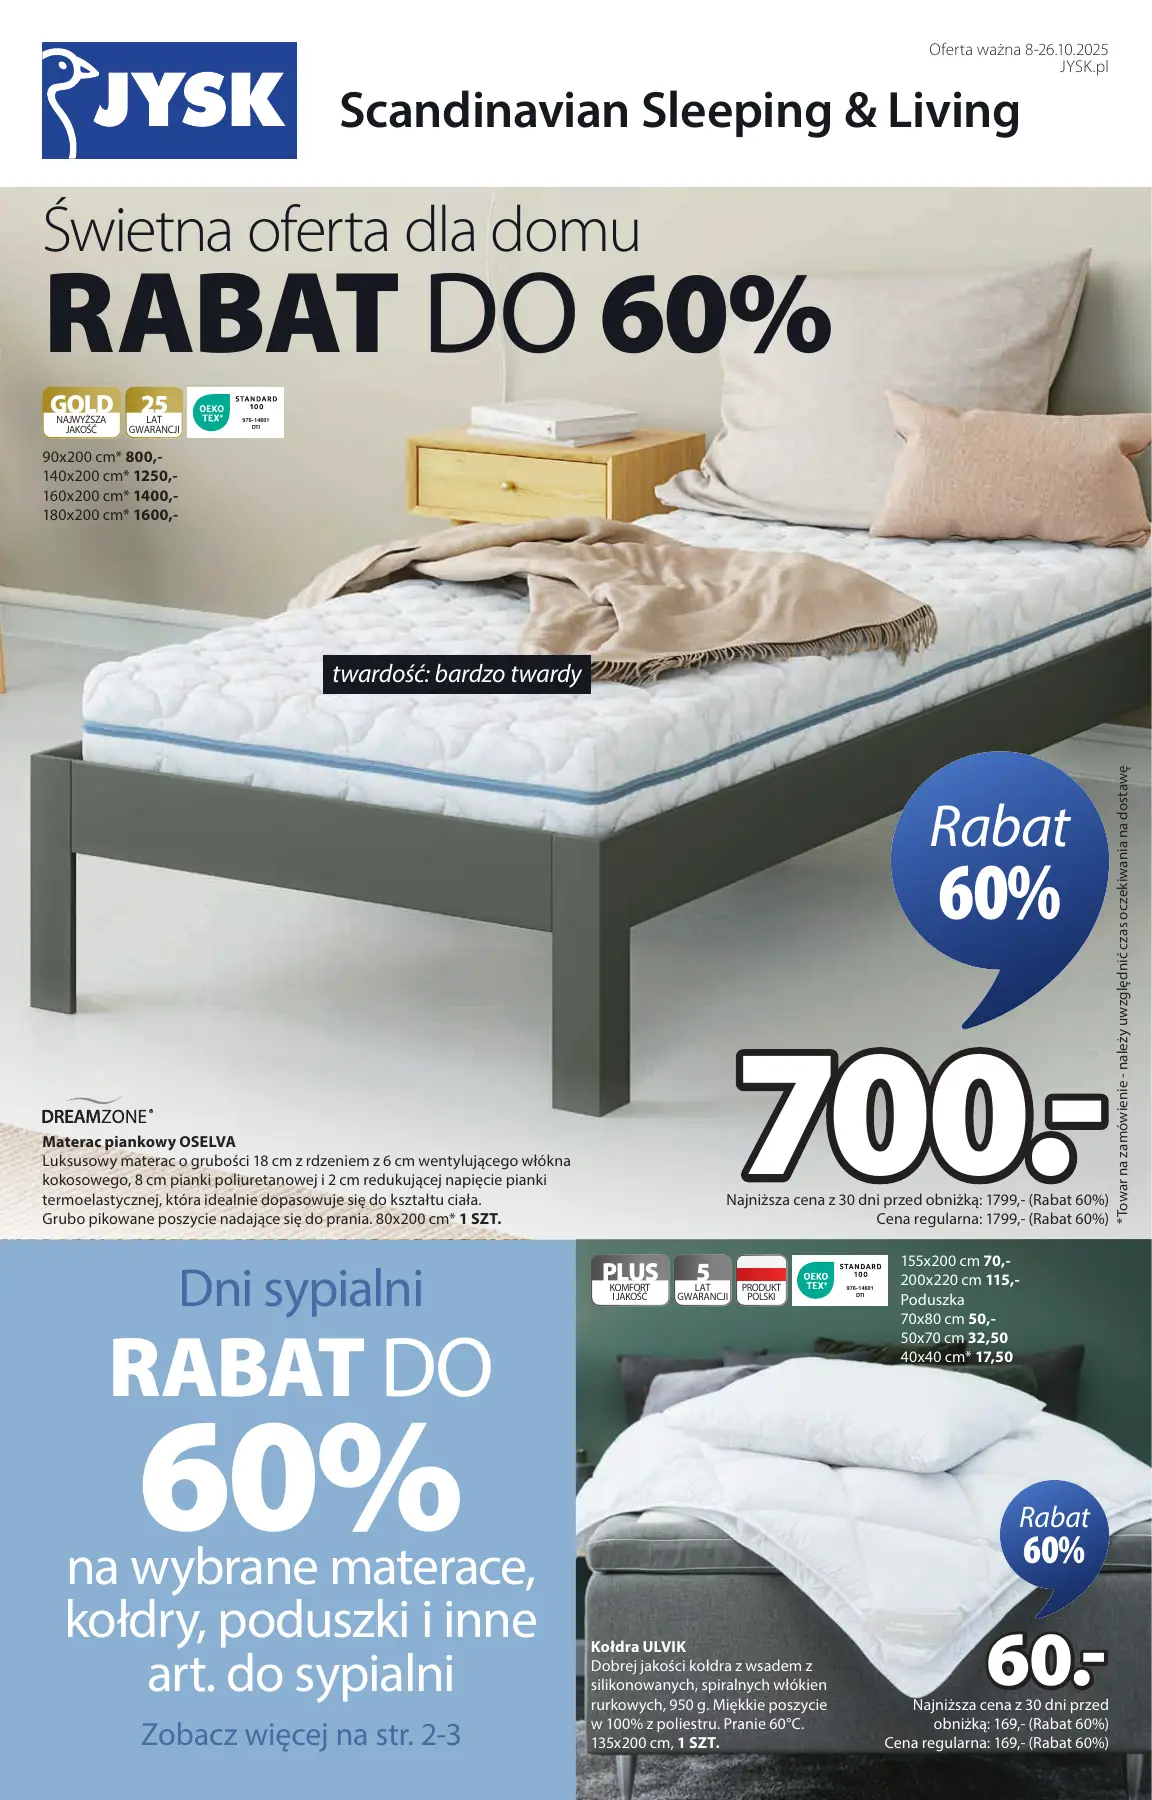 Oferta ważna 8-26.10.2025
JYSK.pl
JYSK
Scandinavian Sleeping & Living
Świetna oferta dla domu
RABAT DO 60%
GOLD
NAJWYŻSZA
JAKOŚĆ
25
LAT
GWARANCJI
OEKO
TEX®
STANDARD
100
976-14601
DTI
90x200 cm* 800,-
140x200 cm* 1250,-
160x200 cm* 1400,-
180x200 cm* 1600,-
twardość: bardzo twardy
Rabat
60%
700.-
Najniższa cena z 30 dni przed obniżką: 1799,- (Rabat 60%)
Cena regularna: 1799,- (Rabat 60%)
*Towar na zamówienie - należy uwzględnić czas oczekiwania na dostawę
DREAMZONE®
Materac piankowy OSELVA
Luksusowy materac o grubości 18 cm z rdzeniem z 6 cm wentylującego włókna
kokosowego, 8 cm pianki poliuretanowej i 2 cm redukującej napięcie pianki
termoelastycznej, która idealnie dopasowuje się do kształtu ciała.
Grubo pikowane poszycie nadające się do prania. 80x200 cm* 1 SZT.
Dni sypialni
RABAT DO
60%
na wybrane materace,
kołdry, poduszki i inne
art. do sypialni
Zobacz więcej na str. 2-3
PLUS
KOMFORT
I JAKOŚĆ
5
LAT
GWARANCJI
PRODUKT
POLSKI
OEKO
TEX®
STANDARD
100
976-14601
DTI
155x200 cm 70,-
200x220 cm 115,-
Poduszka
70x80 cm 50,-
50x70 cm 32,50
40x40 cm* 17,50
Rabat
60%
Kołdra ULVIK
Dobrej jakości kołdra z wsadem z
silikonowanych, spiralnych włókien
rurkowych, 950 g. Miękkie poszycie
w 100% z poliestru. Pranie 60°C.
135x200 cm, 1 SZT.
60.-
Najniższa cena z 30 dni przed
obniżką: 169,- (Rabat 60%)
Cena regularna: 169,- (Rabat 60%)